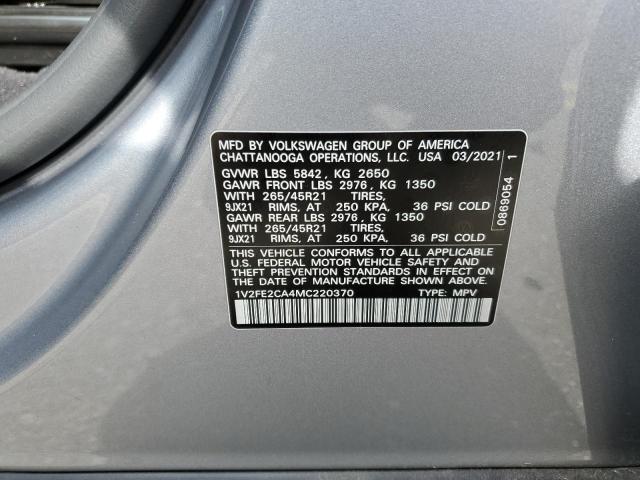 MFD BY VOLKSWAGEN GROUP OF AMERICA
CHATTANOOGA OPERATIONS, LLC. USA 03/2021
GVWR LBS 5842, KG 2650
GAWR FRONT LBS 2976, KG 1350
WITH 265/45R21 TIRES,
9JX21 RIMS, AT 250 KPA, 36 PSI COLD
GAWR REAR LBS 2976, KG 1350
WITH 265/45R21 TIRES,
9JX21 RIMS, AT 250 KPA, 36 PSI COLD
THIS VEHICLE CONFORMS TO ALL APPLICABLE
U.S. FEDERAL MOTOR VEHICLE SAFETY AND
THEFT PREVENTION STANDARDS IN EFFECT ON
THE DATE OF MANUFACTURE SHOWN ABOVE.
1V2FE2CA4MC220370 TYPE: MPV
0869054 1